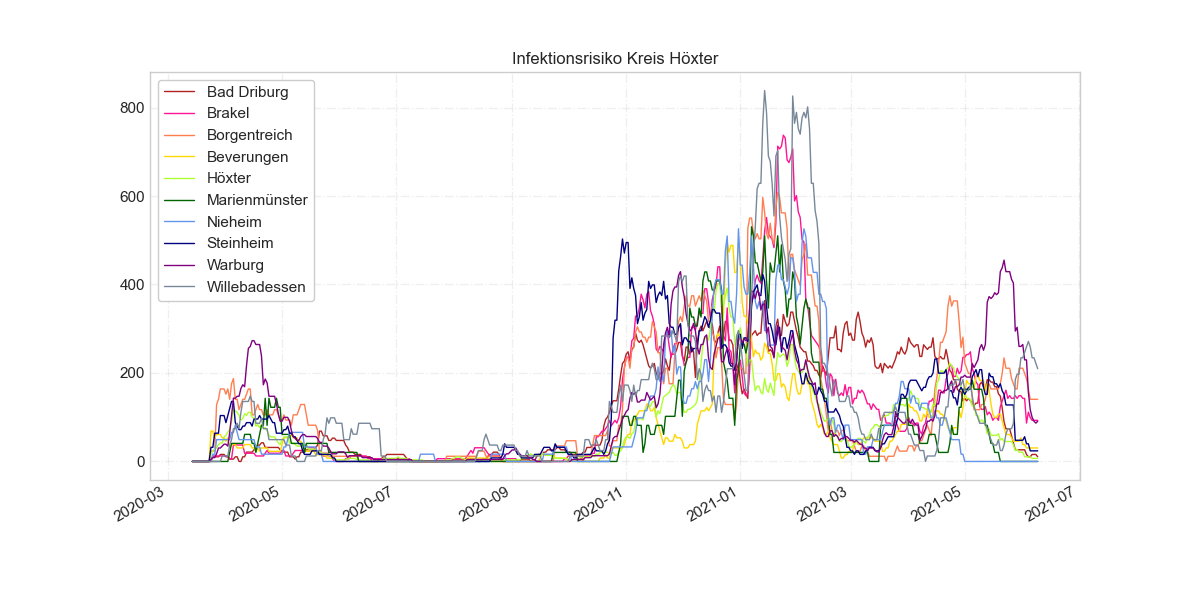 Infektionsrisiko Kreis Höxter
Bad Driburg
Brakel
Borgentreich
Beverungen
Höxter
Marienmünster
Nieheim
Steinheim
Warburg
Willebadessen
800
600
400
200
0
2020-03
2020-05
2020-07
2020-09
2020-11
2021-01
2021-03
2021-05
2021-07